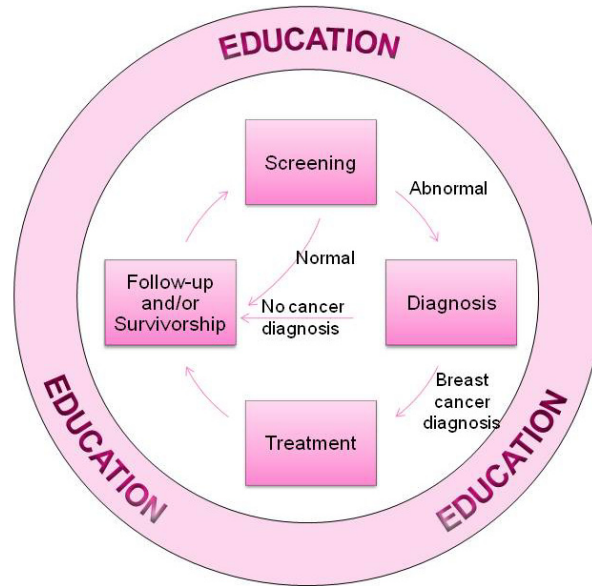 EDUCATION
Screening
Abnormal
Normal
Follow-up
and/or
Survivorship
No cancer
diagnosis
Diagnosis
Breast
cancer
diagnosis
Treatment
EDUCATION
EDUCATION